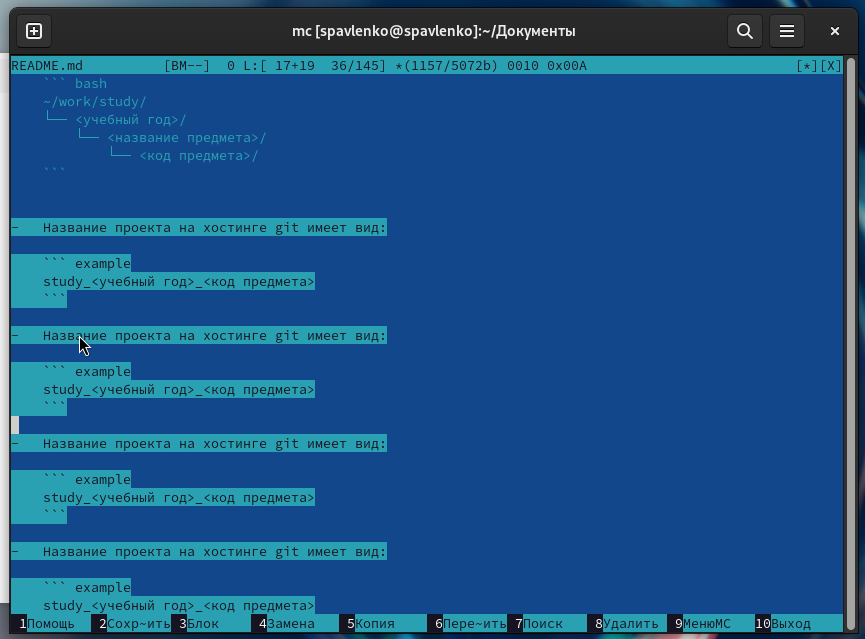 mc [spavlenko@spavlenko]:~/Документы
README.md [BM--] 0 L:[ 17+19 36/145] *(1157/5072b) 0010 0x00A [*][X]
``` bash
~/work/study/
└── <учебный год>/
└── <название предмета>/
└── <код предмета>/
```
- Название проекта на хостинге git имеет вид:
``` example
study_<учебный год>_<код предмета>
```
- Название проекта на хостинге git имеет вид:
``` example
study_<учебный год>_<код предмета>
```
- Название проекта на хостинге git имеет вид:
``` example
study_<учебный год>_<код предмета>
```
- Название проекта на хостинге git имеет вид:
``` example
study_<учебный год>_<код предмета>
1Помощь 2Сохр~ить 3Блок 4Замена 5Копия 6Пере~ить 7Поиск 8Удалить 9МенюMC 10Выход